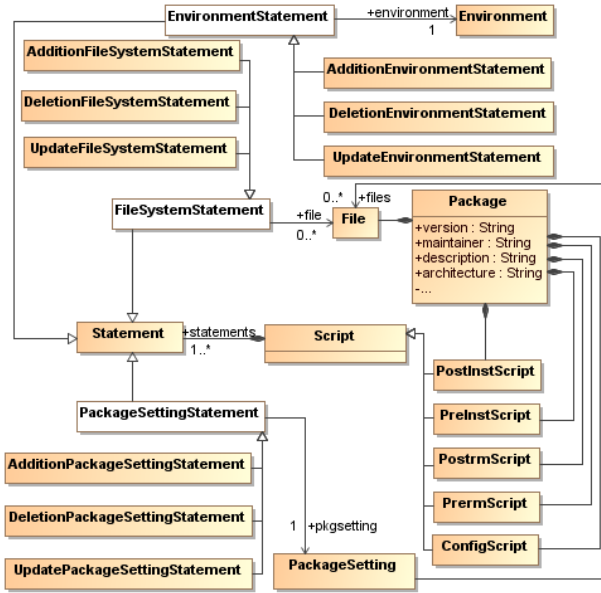 EnvironmentStatement
+environment
1
Environment
AdditionFileSystemStatement
DeletionFileSystemStatement
UpdateFileSystemStatement
AdditionEnvironmentStatement
DeletionEnvironmentStatement
UpdateEnvironmentStatement
FileSystemStatement
+file
0..*
0..*
+files
File
Package
+version : String
+maintainer : String
+description : String
+architecture : String
-...
Statement
+statements
1..*
Script
PostInstScript
PreInstScript
PostrmScript
PrermScript
ConfigScript
PackageSettingStatement
AdditionPackageSettingStatement
DeletionPackageSettingStatement
UpdatePackageSettingStatement
1
+pkgsetting
PackageSetting